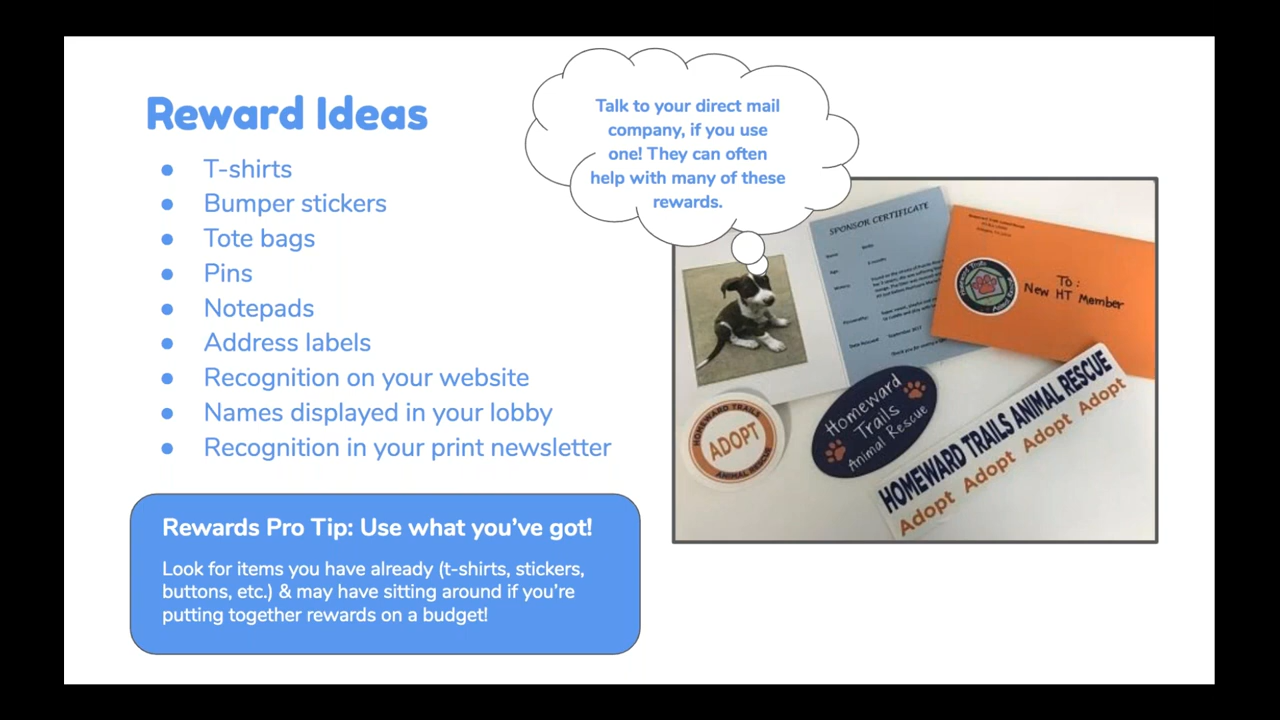 Reward Ideas
● T-shirts
● Bumper stickers
● Tote bags
● Pins
● Notepads
● Address labels
● Recognition on your website
● Names displayed in your lobby
● Recognition in your print newsletter
Rewards Pro Tip: Use what you've got!
Look for items you have already (t-shirts, stickers,
buttons, etc.) & may have sitting around if you're
putting together rewards on a budget!
Talk to your direct mail
company, if you use
one! They can often
help with many of these
rewards.
SPONSOR CERTIFICATE
To:
New HT Member
HOMEWARD TRAILS
ADOPT
ANIMAL RESCUE
Homeward
Trails
Animal Rescue
HOMEWARD TRAILS ANIMAL RESCUE
Adopt Adopt Adopt Adopt